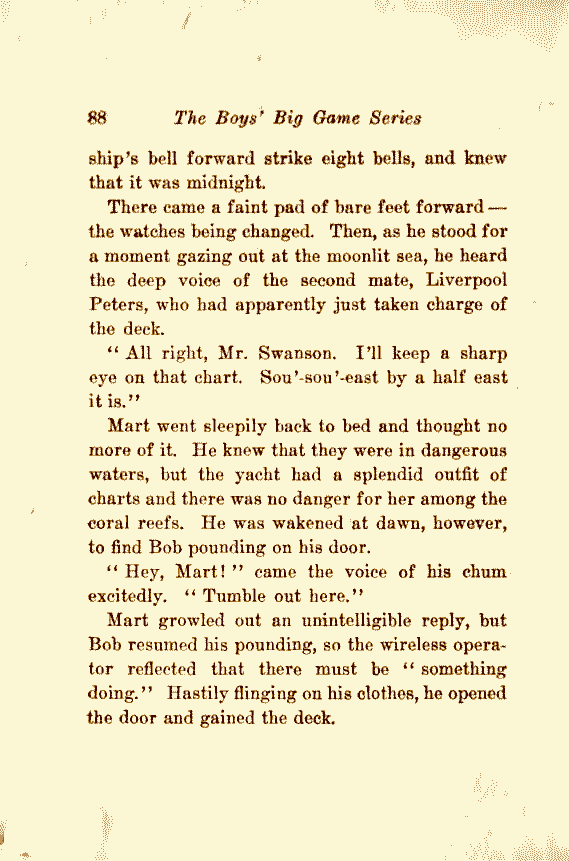 88 The Boys' Big Game Series
ship's bell forward strike eight bells, and knew
that it was midnight.
There came a faint pad of bare feet forward—
the watches being changed. Then, as he stood for
a moment gazing out at the moonlit sea, he heard
the deep voice of the second mate, Liverpool
Peters, who had apparently just taken charge of
the deck.
“ All right, Mr. Swanson. I'll keep a sharp
eye on that chart. Sou'-sou'-east by a half east
it is.”
Mart went sleepily back to bed and thought no
more of it. He knew that they were in dangerous
waters, but the yacht had a splendid outfit of
charts and there was no danger for her among the
coral reefs. He was wakened at dawn, however,
to find Bob pounding on his door.
“ Hey, Mart! ” came the voice of his chum
excitedly. “ Tumble out here.”
Mart growled out an unintelligible reply, but
Bob resumed his pounding, so the wireless opera-
tor reflected that there must be “ something
doing.” Hastily flinging on his clothes, he opened
the door and gained the deck.